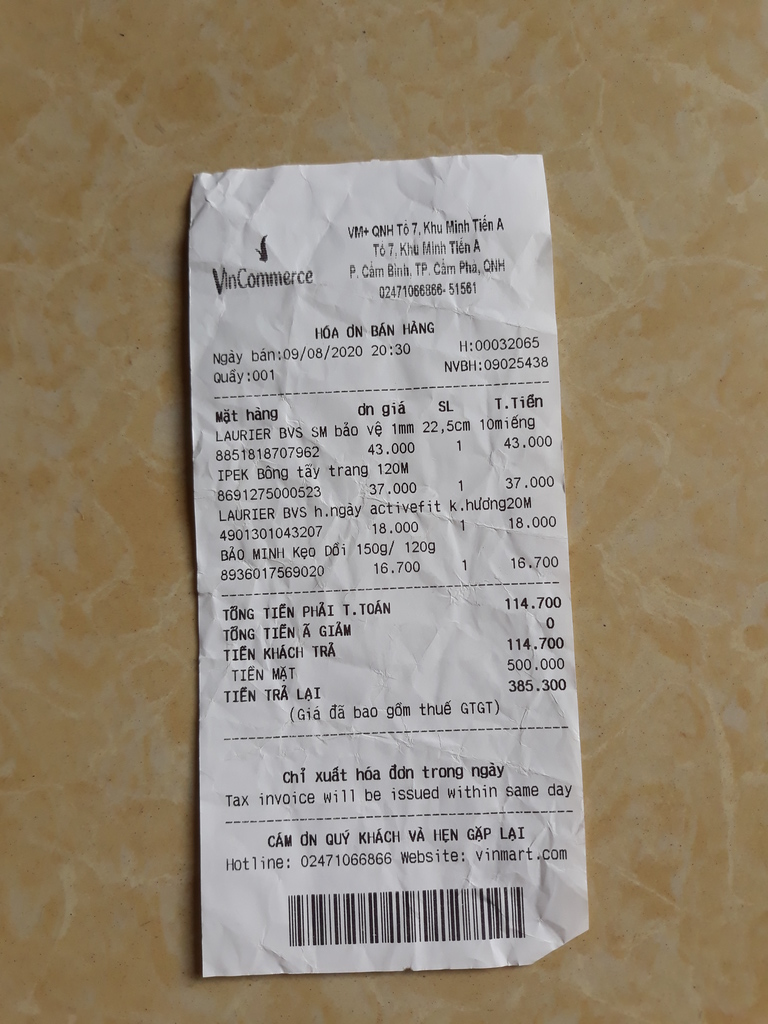 VinCommerce
VM+ QNH Tổ 7, Khu Minh Tiến A
Tổ 7, Khu Minh Tiến A
P. Cẩm Bình, TP. Cẩm Phả, QNH
02471066866- 51561
HÓA ƠN BÁN HÀNG
Ngày bán:09/08/2020 20:30 H:00032065
Quầy:001 NVBH:09025438
Mặt hàng ơn giá SL T.Tiền
LAURIER BVS SM bảo vệ 1mm 22,5cm 10miếng
8851818707962 43.000 1 43.000
IPEK Bông tẩy trang 120M
8691275000523 37.000 1 37.000
LAURIER BVS h.ngày activefit k.hương20M
4901301043207 18.000 1 18.000
BẢO MINH Kẹo Dồi 150g/ 120g
8936017569020 16.700 1 16.700
TỔNG TIỀN PHẢI T.TOÁN 114.700
TỔNG TIỀN Ã GIẢM 0
TIỀN KHÁCH TRẢ 114.700
TIỀN MẶT 500.000
TIỀN TRẢ LẠI 385.300
(Giá đã bao gồm thuế GTGT)
Chỉ xuất hóa đơn trong ngày
Tax invoice will be issued within same day
CÁM ƠN QUÝ KHÁCH VÀ HẸN GẶP LẠI
Hotline: 02471066866 Website: vinmart.com